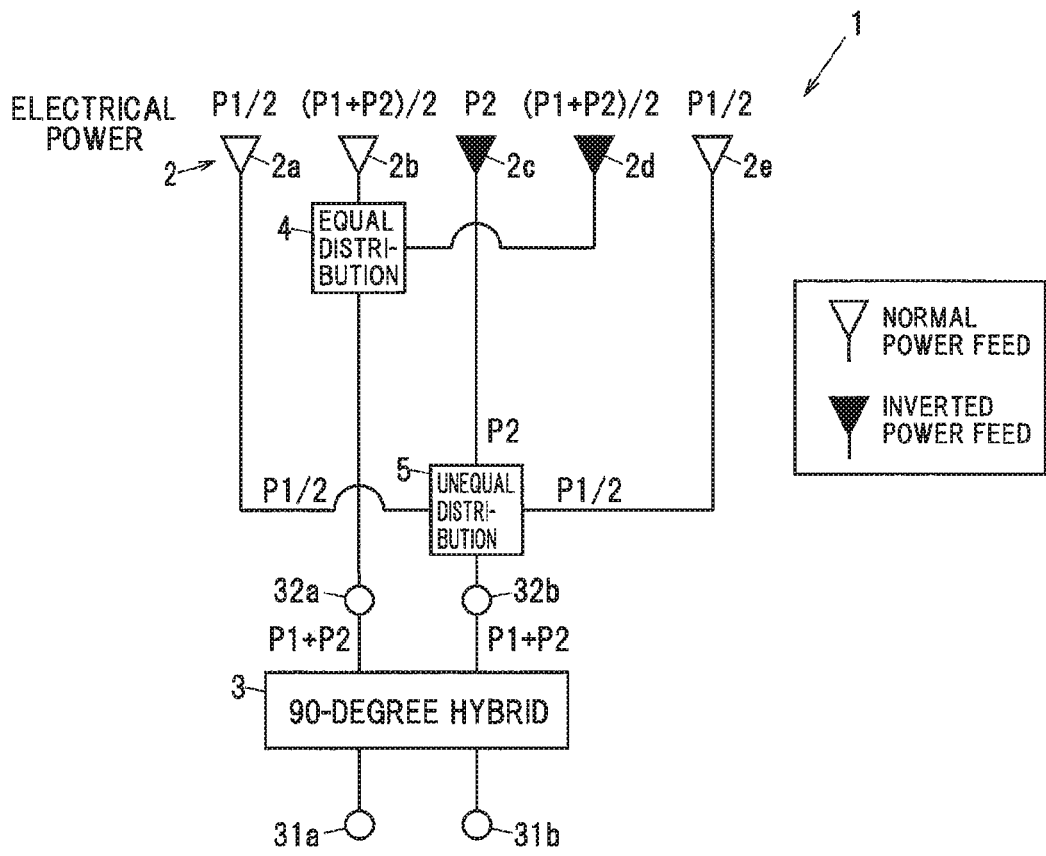 1
ELECTRICAL POWER
P1/2 (P1+P2)/2 P2 (P1+P2)/2 P1/2
2 2a 2b 2c 2d 2e
4
EQUAL
DISTRI-
BUTION
NORMAL
POWER FEED
INVERTED
POWER FEED
P2
5
UNEQUAL
DISTRI-
BUTION
P1/2 P1/2
32a 32b
P1+P2 P1+P2
3
90-DEGREE HYBRID
31a 31b